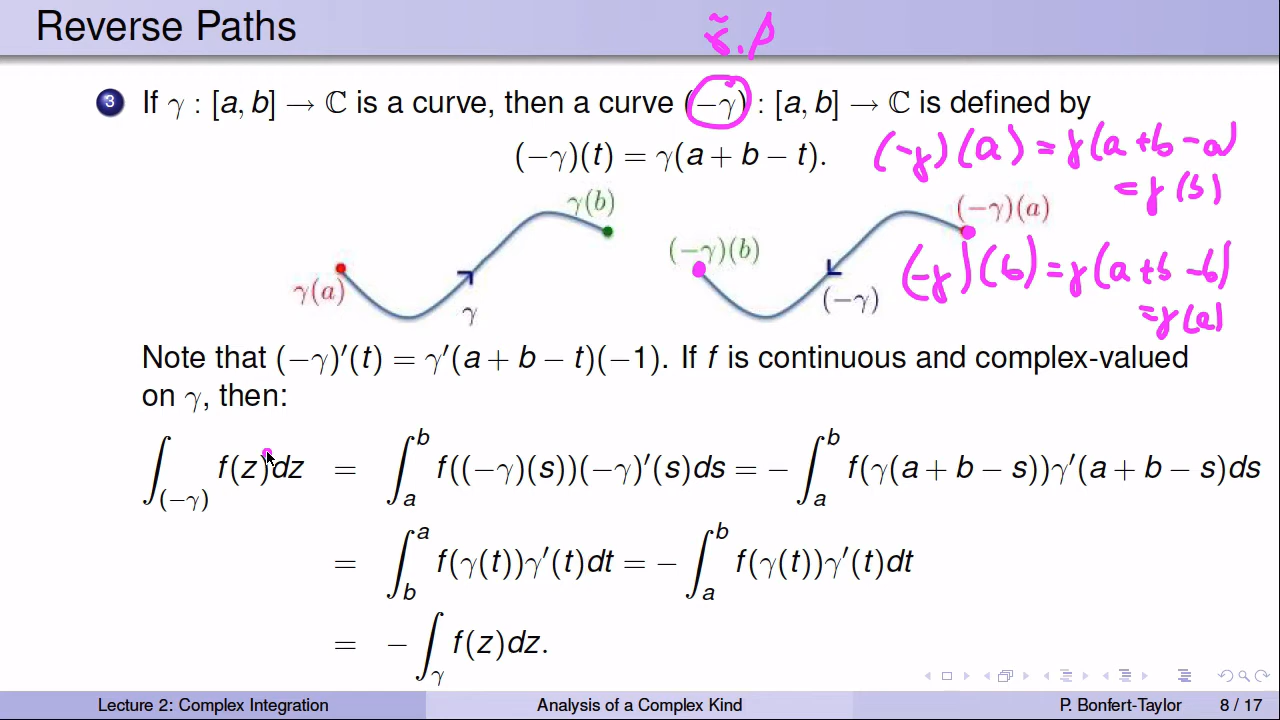 Reverse Paths
3 If γ : [a, b] → ℂ is a curve, then a curve (−γ) : [a, b] → ℂ is defined by
(−γ)(t) = γ(a + b − t).
(−γ)(a) = γ(a + b − a)
= γ(b)
γ(a)
γ
γ(b)
(−γ)(b)
(−γ)
(−γ)(a)
(−γ)(b) = γ(a + b − b)
= γ(a)
Note that (−γ)′(t) = γ′(a + b − t)(−1). If f is continuous and complex-valued
on γ, then:
∫_(−γ) f(z)dz = ∫_a^b f((−γ)(s))(−γ)′(s)ds = − ∫_a^b f(γ(a + b − s))γ′(a + b − s)ds
= ∫_b^a f(γ(t))γ′(t)dt = − ∫_a^b f(γ(t))γ′(t)dt
= − ∫_γ f(z)dz.
Lecture 2: Complex Integration Analysis of a Complex Kind P. Bonfert-Taylor 8 / 17